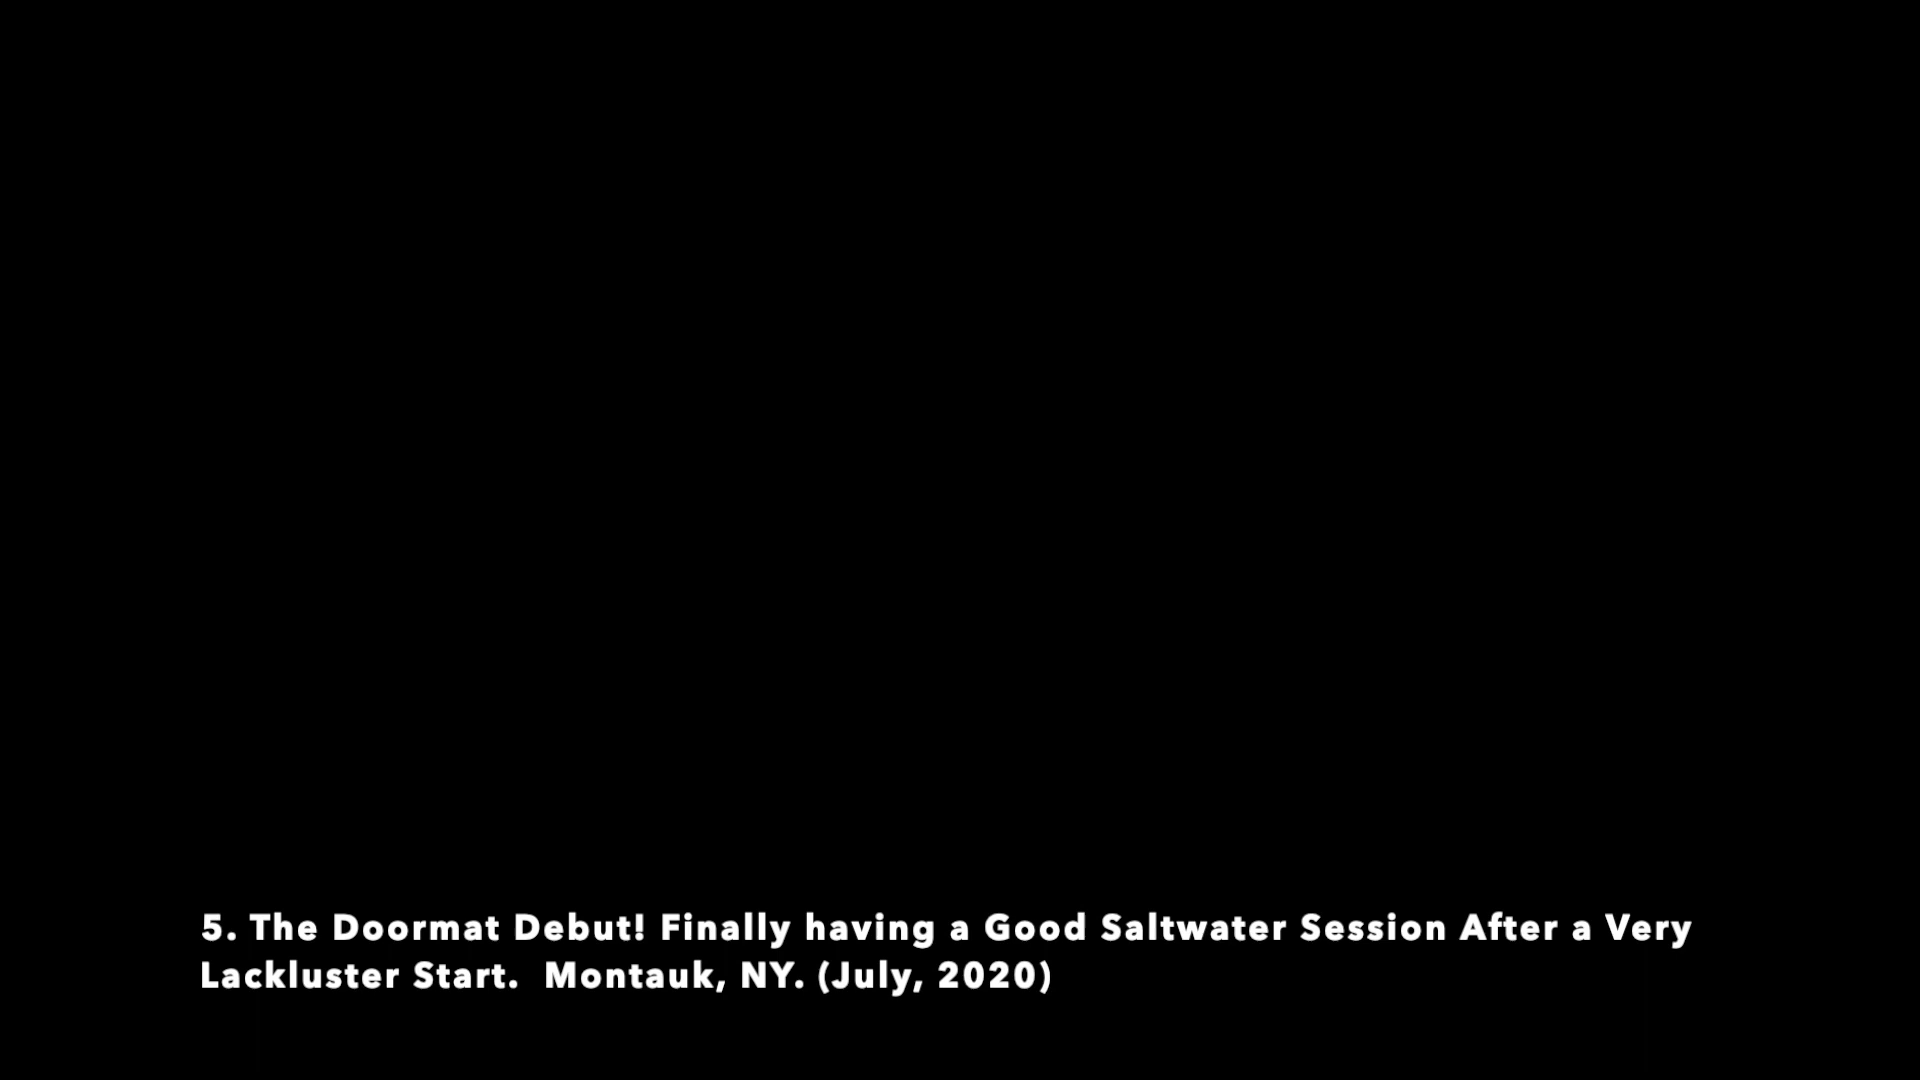 5. The Doormat Debut! Finally having a Good Saltwater Session After a Very
Lackluster Start.  Montauk, NY. (July, 2020)